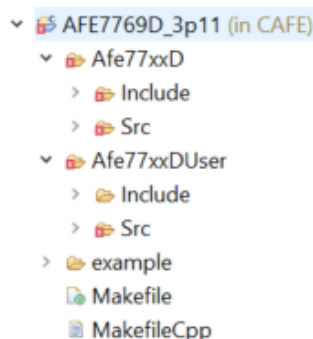 AFE7769D_3p11 (in CAFE)
Afe77xxD
Include
Src
Afe77xxDUser
Include
Src
example
Makefile
MakefileCpp